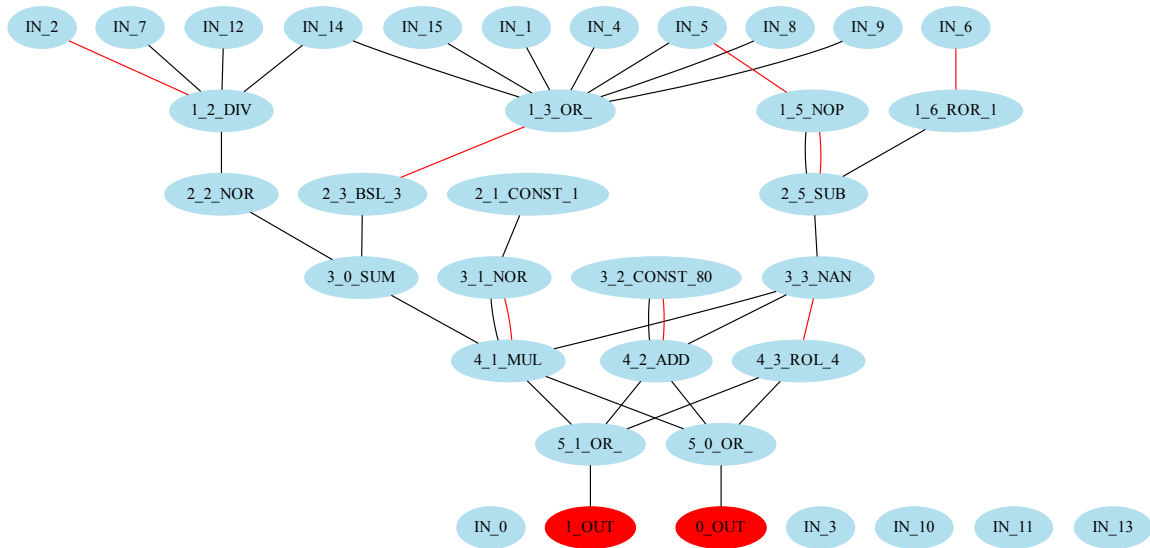 IN_2 IN_7 IN_12 IN_14 IN_15 IN_1 IN_4 IN_5 IN_8 IN_9 IN_6
1_2_DIV 1_3_OR_ 1_5_NOP 1_6_ROR_1
2_2_NOR 2_3_BSL_3 2_1_CONST_1 2_5_SUB
3_0_SUM 3_1_NOR 3_2_CONST_80 3_3_NAN
4_1_MUL 4_2_ADD 4_3_ROL_4
5_1_OR_ 5_0_OR_
IN_0 1_OUT 0_OUT IN_3 IN_10 IN_11 IN_13